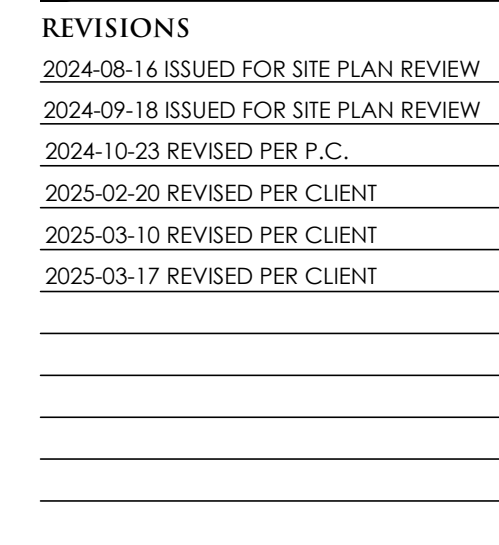 REVISIONS
2024-08-16 ISSUED FOR SITE PLAN REVIEW
2024-09-18 ISSUED FOR SITE PLAN REVIEW
2024-10-23 REVISED PER P.C.
2025-02-20 REVISED PER CLIENT
2025-03-10 REVISED PER CLIENT
2025-03-17 REVISED PER CLIENT